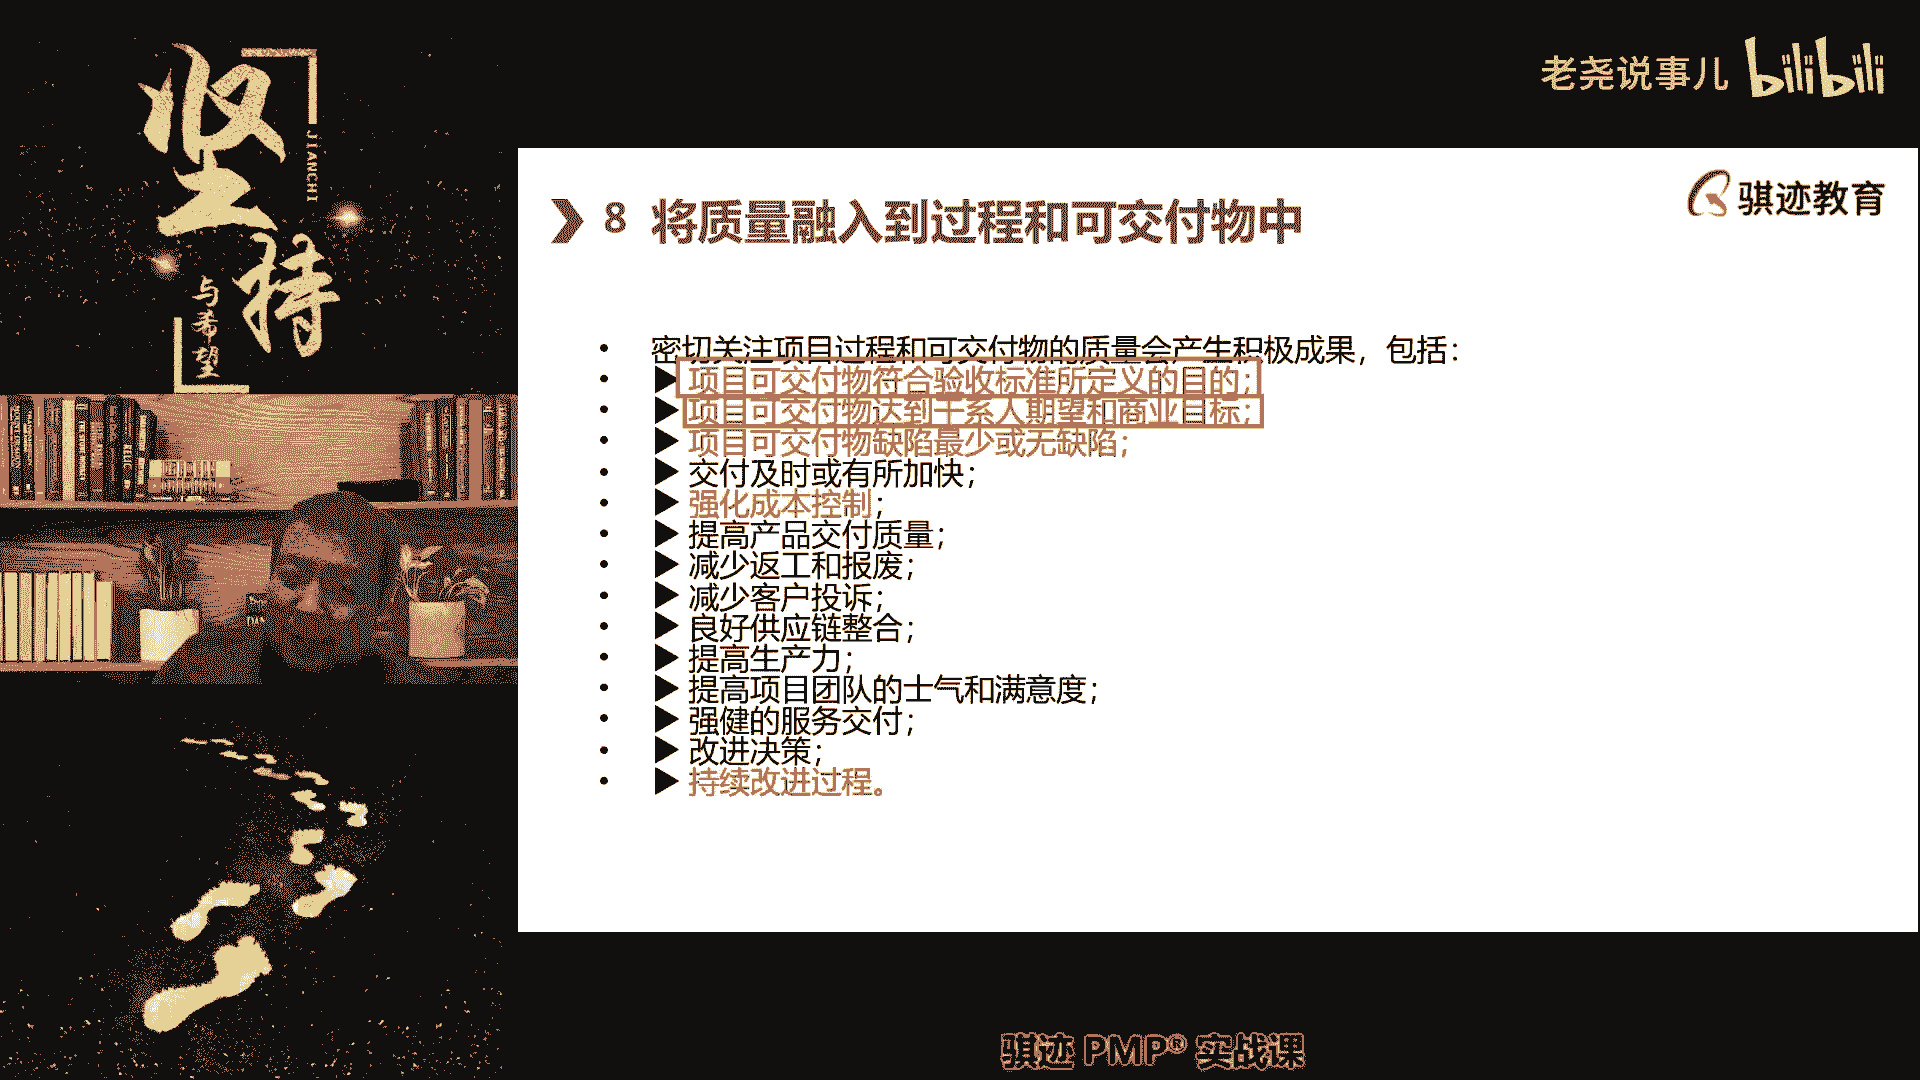 坚持
JIANCHI
与希望
老尧说事儿 bilibili
骐迹教育
8 将质量融入到过程和可交付物中
• 密切关注项目过程和可交付物的质量会产生积极成果，包括：
• ▶ 项目可交付物符合验收标准所定义的目的；
• ▶ 项目可交付物达到干系人期望和商业目标；
• ▶ 项目可交付物缺陷最少或无缺陷；
• ▶ 交付及时或有所加快；
• ▶ 强化成本控制；
• ▶ 提高产品交付质量；
• ▶ 减少返工和报废；
• ▶ 减少客户投诉；
• ▶ 良好供应链整合；
• ▶ 提高生产力；
• ▶ 提高项目团队的士气和满意度；
• ▶ 强健的服务交付；
• ▶ 改进决策；
• ▶ 持续改进过程。
骐迹 PMP® 实战课